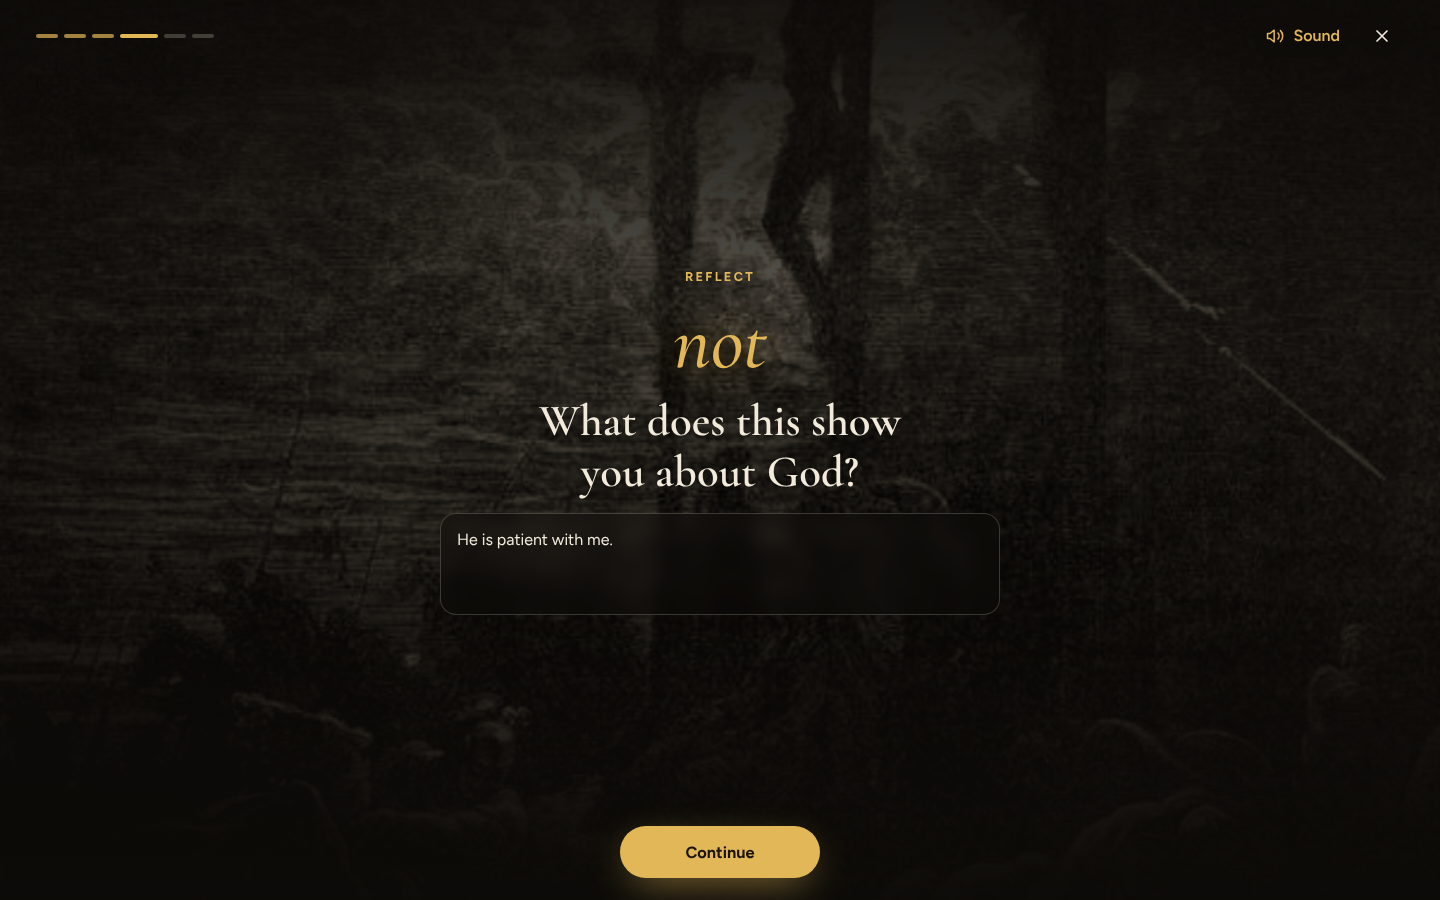 Sound
REFLECT
not
What does this show
you about God?
He is patient with me.
Continue